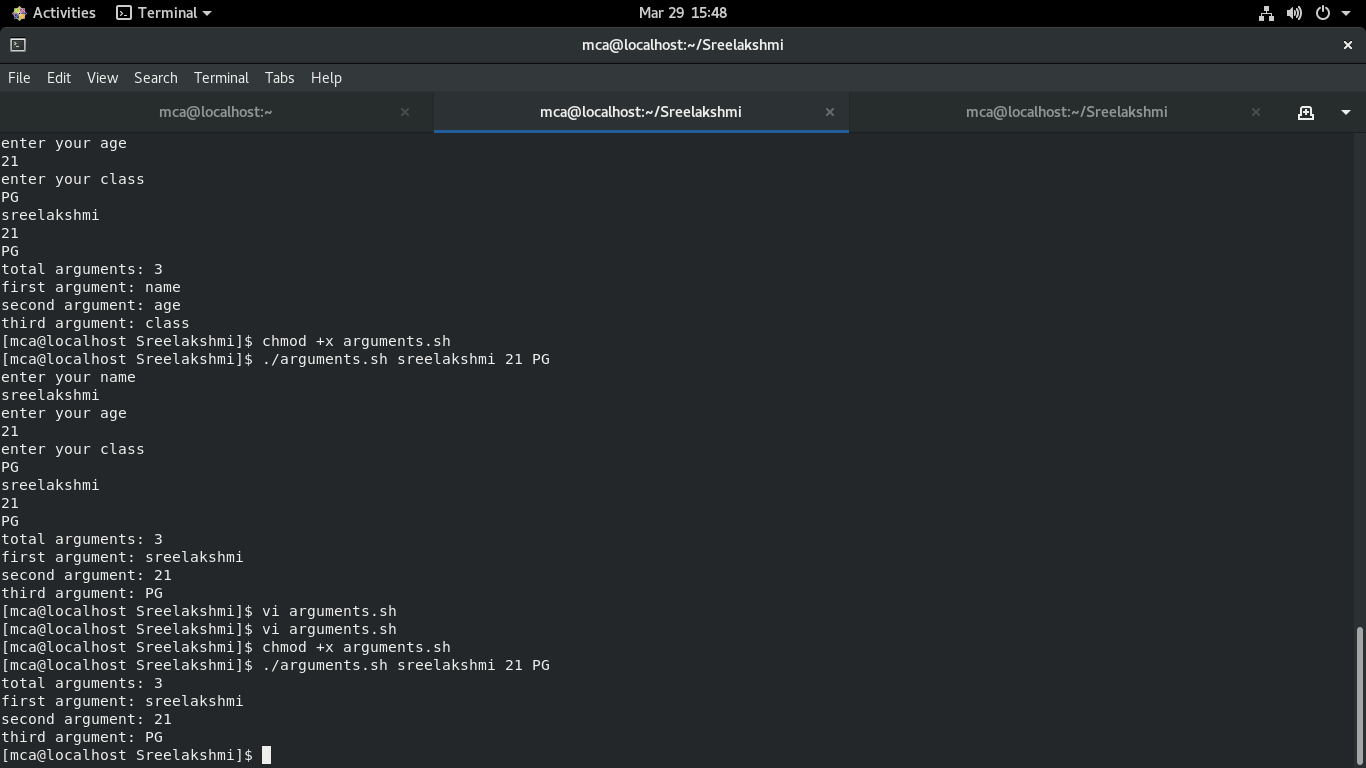 Activities Terminal Mar 29 15:48
mca@localhost:~/Sreelakshmi
File Edit View Search Terminal Tabs Help
mca@localhost:~ mca@localhost:~/Sreelakshmi mca@localhost:~/Sreelakshmi
enter your age
21
enter your class
PG
sreelakshmi
21
PG
total arguments: 3
first argument: name
second argument: age
third argument: class
[mca@localhost Sreelakshmi]$ chmod +x arguments.sh
[mca@localhost Sreelakshmi]$ ./arguments.sh sreelakshmi 21 PG
enter your name
sreelakshmi
enter your age
21
enter your class
PG
sreelakshmi
21
PG
total arguments: 3
first argument: sreelakshmi
second argument: 21
third argument: PG
[mca@localhost Sreelakshmi]$ vi arguments.sh
[mca@localhost Sreelakshmi]$ vi arguments.sh
[mca@localhost Sreelakshmi]$ chmod +x arguments.sh
[mca@localhost Sreelakshmi]$ ./arguments.sh sreelakshmi 21 PG
total arguments: 3
first argument: sreelakshmi
second argument: 21
third argument: PG
[mca@localhost Sreelakshmi]$